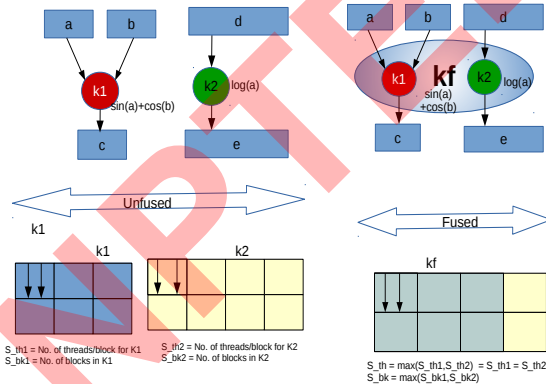 a b d a b d
k1 k2 log(a) k1 kf k2 log(a)
sin(a)+cos(b) sin(a)
+cos(b)
c e c e
Unfused Fused
k1
k1 k2 kf
S_th1 = No. of threads/block for K1
S_bk1 = No. of blocks in K1
S_th2 = No. of threads/block for K2
S_bk2 = No. of blocks in K2
S_th = max(S_th1,S_th2) = S_th1 = S_th2
S_bk = max(S_bk1,S_bk2)